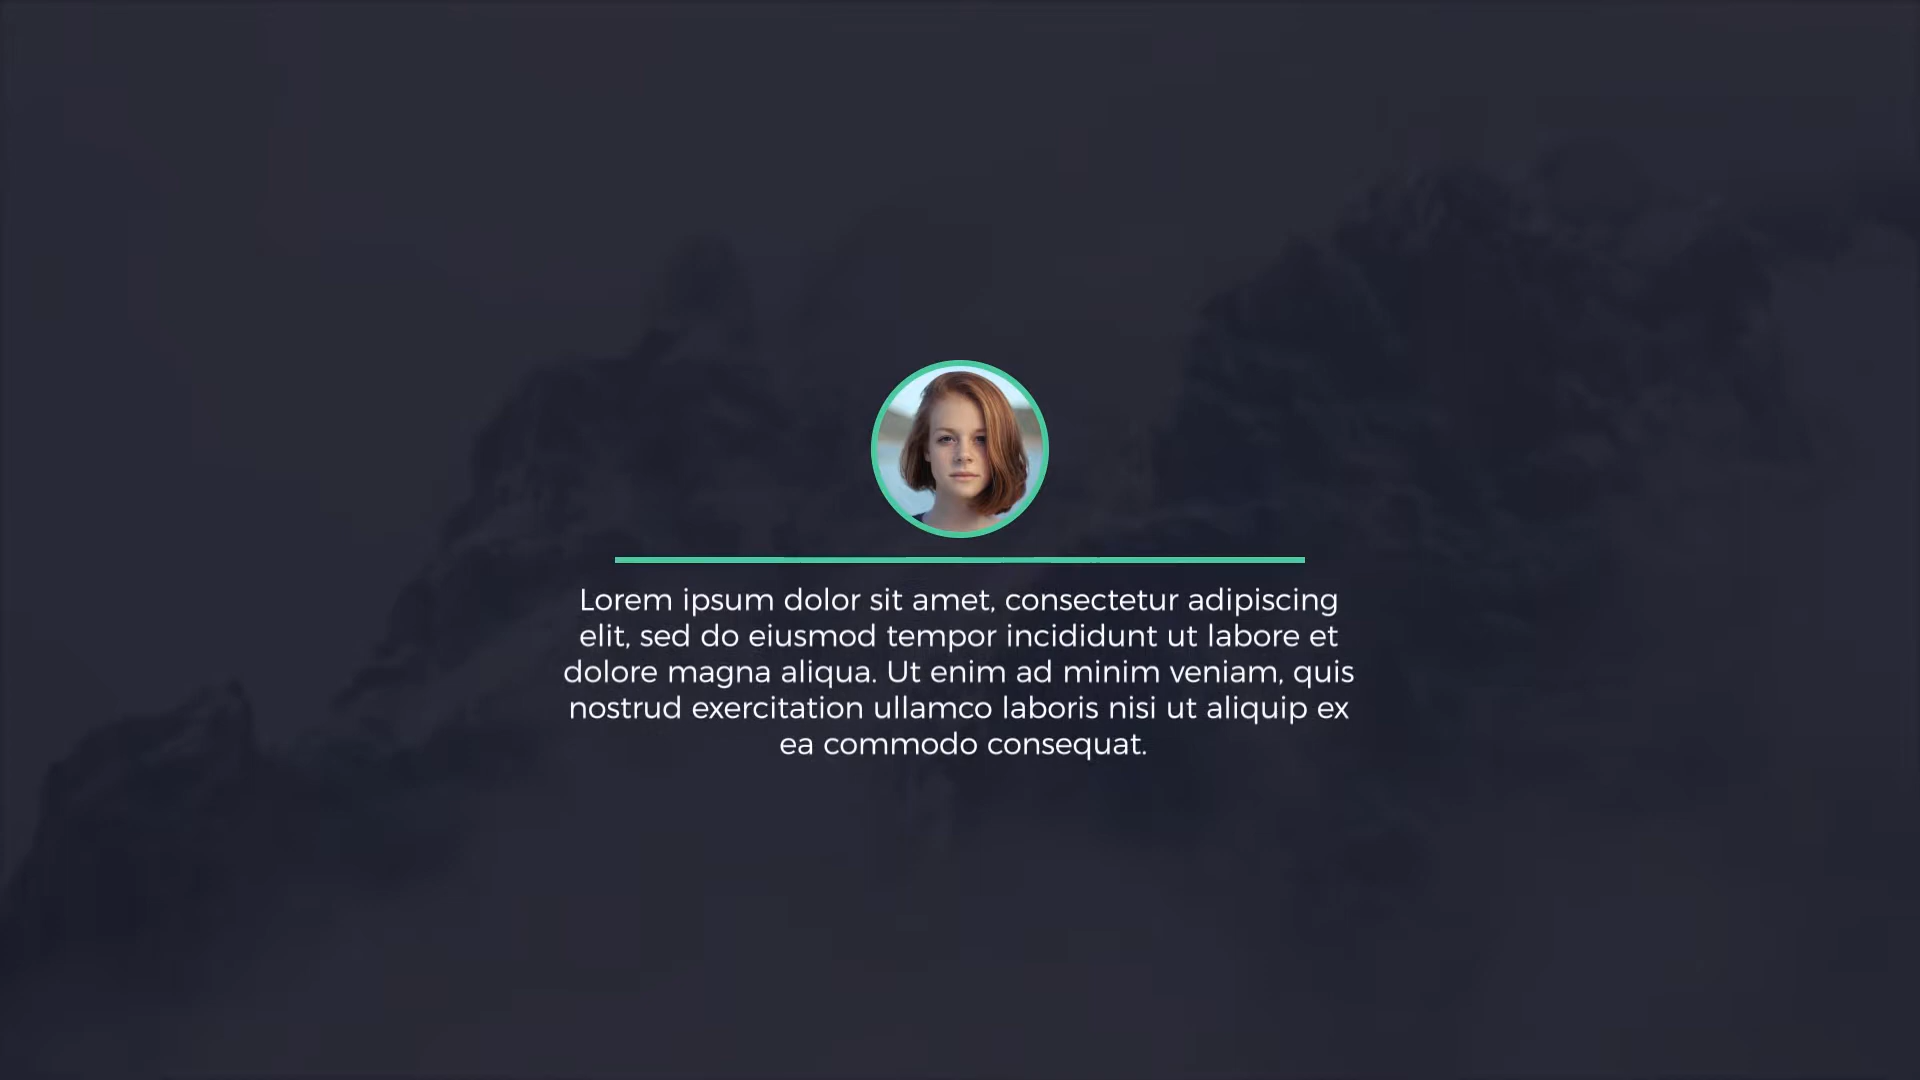 Lorem ipsum dolor sit amet, consectetur adipiscing
elit, sed do eiusmod tempor incididunt ut labore et
dolore magna aliqua. Ut enim ad minim veniam, quis
nostrud exercitation ullamco laboris nisi ut aliquip ex
ea commodo consequat.